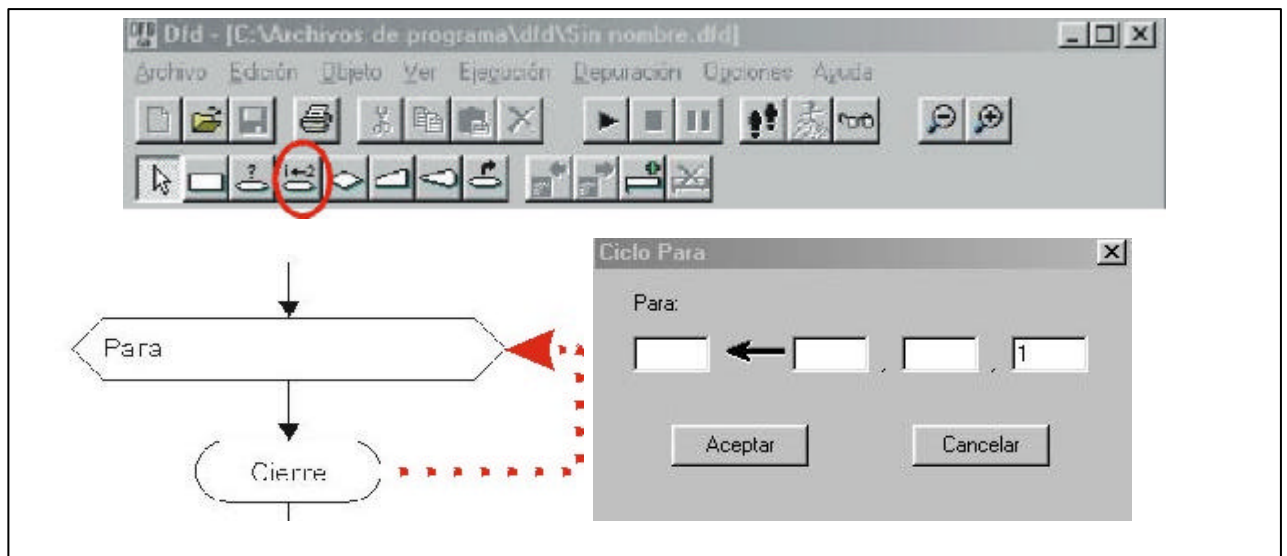 Dfd - [C:\Archivos de programa\dfd\Sin nombre.dfd]
Archivo Edición Objeto Ver Ejecución Depuración Opciones Ayuda
?
Ciclo Para
Para:
Para
, , 1
Aceptar Cancelar
Cierre